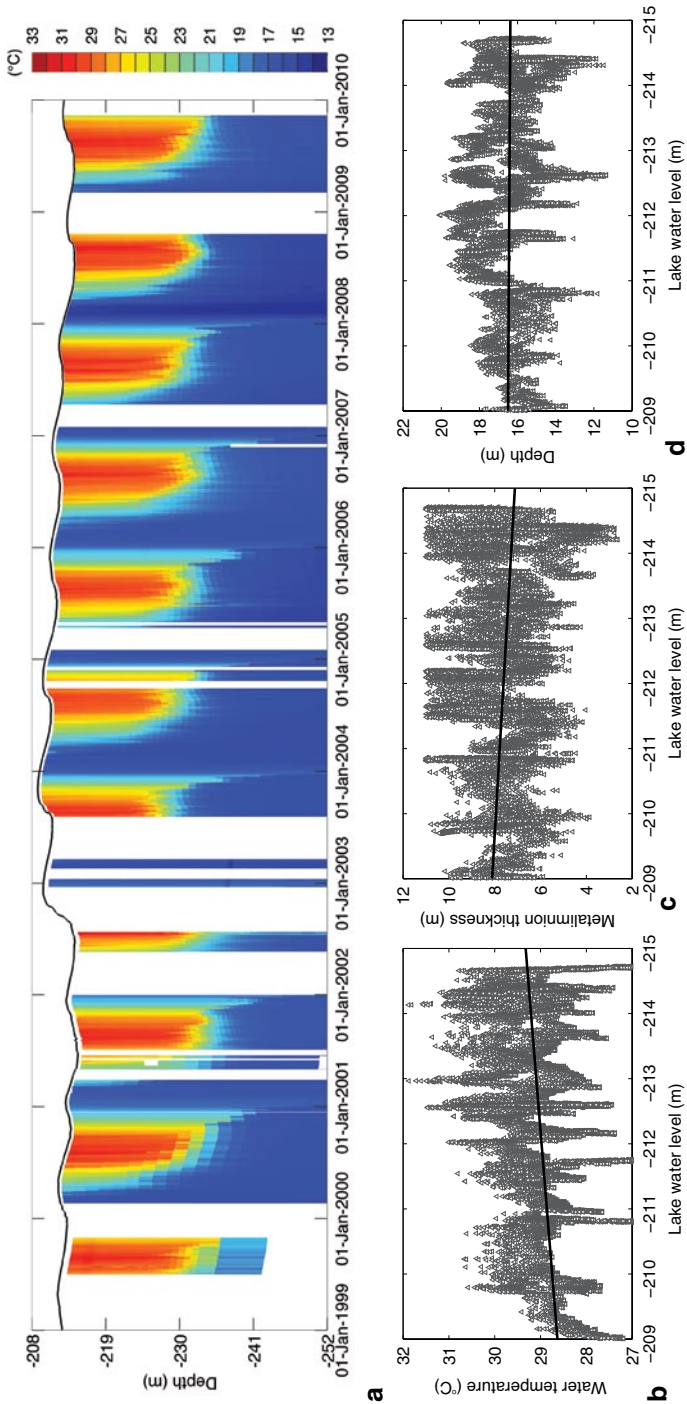 (°C)
33
31
29
27
25
23
21
19
17
15
13
-208
-219
-230
-241
-252
Depth (m)
01-Jan-1999
01-Jan-2000
01-Jan-2001
01-Jan-2002
01-Jan-2003
01-Jan-2004
01-Jan-2005
01-Jan-2006
01-Jan-2007
01-Jan-2008
01-Jan-2009
01-Jan-2010
a
32
31
30
29
28
27
Water temperature (°C)
-209
-210
-211
-212
-213
-214
-215
Lake water level (m)
b
12
10
8
6
4
2
Metalimnion thickness (m)
-209
-210
-211
-212
-213
-214
-215
Lake water level (m)
c
22
20
18
16
14
12
10
Depth (m)
-209
-210
-211
-212
-213
-214
-215
Lake water level (m)
d